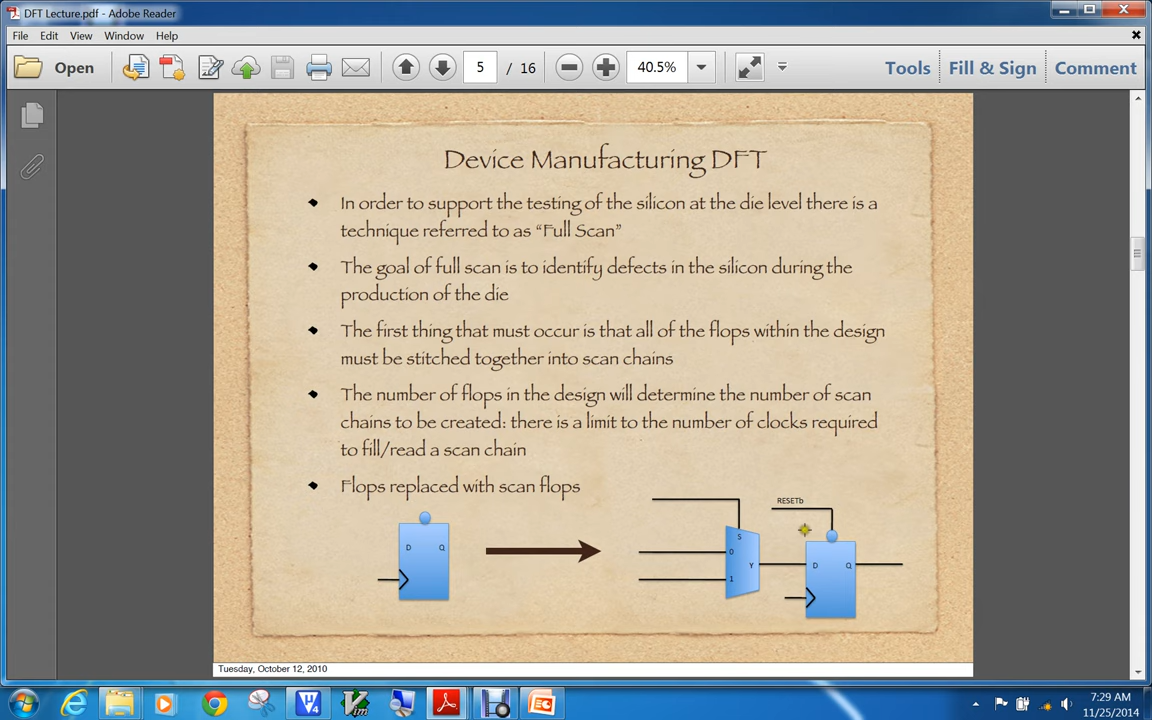 DFT Lecture.pdf - Adobe Reader
File Edit View Window Help
Open 5 / 16 40.5% Tools Fill & Sign Comment
Device Manufacturing DFT
In order to support the testing of the silicon at the die level there is a
technique referred to as “Full Scan”
The goal of full scan is to identify defects in the silicon during the
production of the die
The first thing that must occur is that all of the flops within the design
must be stitched together into scan chains
The number of flops in the design will determine the number of scan
chains to be created: there is a limit to the number of clocks required
to fill/read a scan chain
Flops replaced with scan flops
RESETb
S
D Q
0
Y
D Q
1
Tuesday, October 12, 2010
7:29 AM
11/25/2014